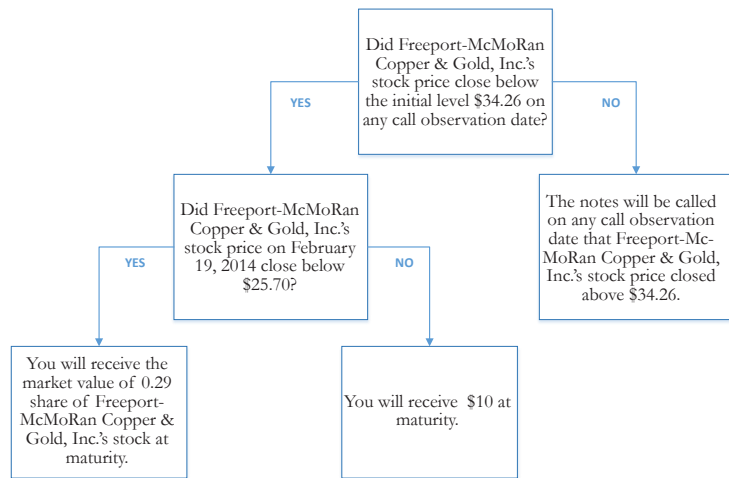 Did Freeport-McMoRan
Copper & Gold, Inc.'s
stock price close below
the initial level $34.26 on
any call observation date?
YES
NO
Did Freeport-McMoRan
Copper & Gold, Inc.'s
stock price on February
19, 2014 close below
$25.70?
The notes will be called
on any call observation
date that Freeport-Mc-
MoRan Copper & Gold,
Inc.'s stock price closed
above $34.26.
YES
NO
You will receive the
market value of 0.29
share of Freeport-
McMoRan Copper &
Gold, Inc.'s stock at
maturity.
You will receive $10 at
maturity.